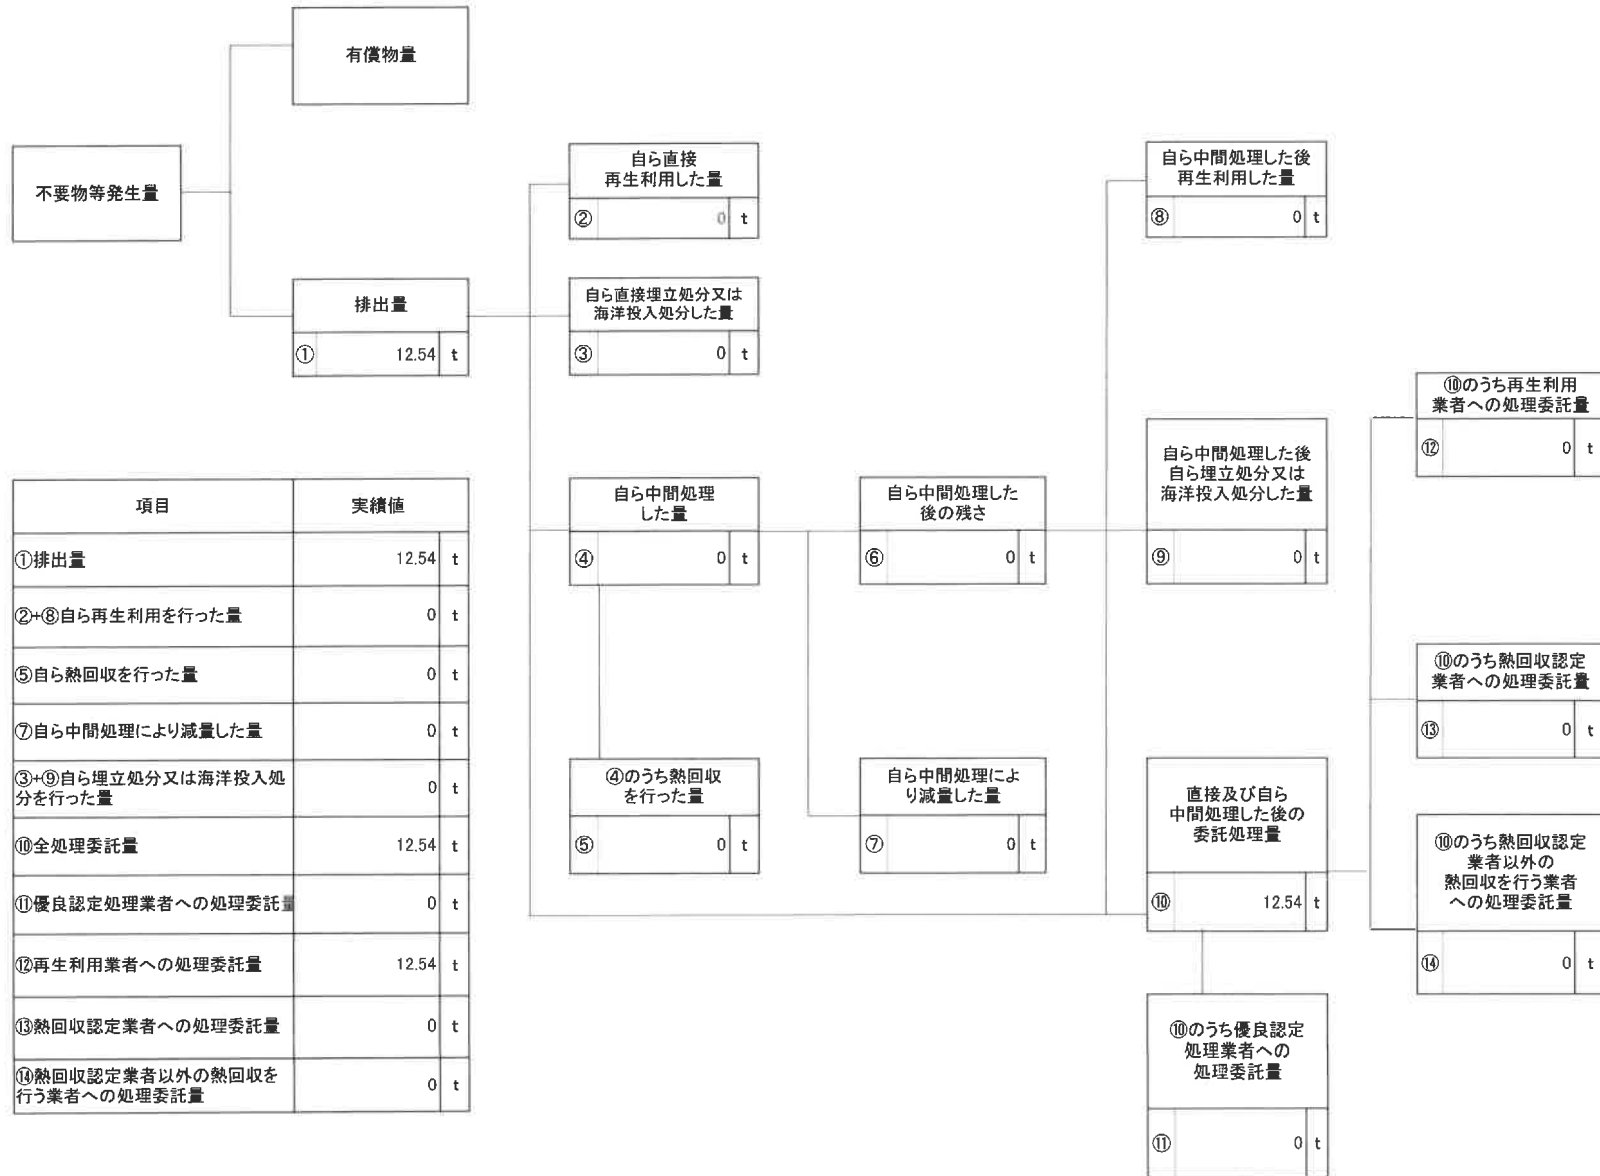 有償物量
不要物等発生量
排出量
① 12.54 t
自ら直接
再生利用した量
② 0 t
自ら直接埋立処分又は
海洋投入処分した量
③ 0 t
自ら中間処理した後
再生利用した量
⑧ 0 t
自ら中間処理
した量
④ 0 t
自ら中間処理した
後の残さ
⑥ 0 t
自ら中間処理した後
自ら埋立処分又は
海洋投入処分した量
⑨ 0 t
⑩のうち再生利用
業者への処理委託量
⑫ 0 t
⑩のうち熱回収認定
業者への処理委託量
⑬ 0 t
④のうち熱回収
を行った量
⑤ 0 t
自ら中間処理によ
り減量した量
⑦ 0 t
直接及び自ら
中間処理した後の
委託処理量
⑩ 12.54 t
⑩のうち熱回収認定
業者以外の
熱回収を行う業者
への処理委託量
⑭ 0 t
⑩のうち優良認定
処理業者への
処理委託量
⑪ 0 t
項目 実績値
①排出量 12.54 t
②+⑧自ら再生利用を行った量 0 t
⑤自ら熱回収を行った量 0 t
⑦自ら中間処理により減量した量 0 t
③+⑨自ら埋立処分又は海洋投入処
分を行った量 0 t
⑩全処理委託量 12.54 t
⑪優良認定処理業者への処理委託量 0 t
⑫再生利用業者への処理委託量 12.54 t
⑬熱回収認定業者への処理委託量 0 t
⑭熱回収認定業者以外の熱回収を
行う業者への処理委託量 0 t